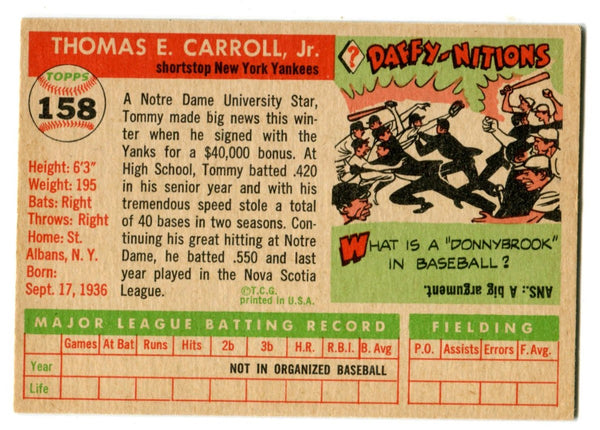 THOMAS E. CARROLL, Jr.
shortstop New York Yankees
TOPPS
158
Height: 6'3"
Weight: 195
Bats: Right
Throws: Right
Home: St.
Albans, N. Y.
Born:
Sept. 17, 1936
A Notre Dame University Star,
Tommy made big news this win-
ter when he signed with the
Yanks for a $40,000 bonus. At
High School, Tommy batted .420
in his senior year and with his
tremendous speed stole a total
of 40 bases in two seasons. Con-
tinuing his great hitting at Notre
Dame, he batted .550 and last
year played in the Nova Scotia
League.
©T.C.G.
printed in U.S.A.
?
DAFFY-NITIONS
WHAT IS A "DONNYBROOK"
IN BASEBALL?
ANS.: A big argument.
MAJOR LEAGUE BATTING RECORD
FIELDING
Games At Bat Runs Hits 2b 3b H.R. R.B.I. B. Avg
P.O. Assists Errors F. Avg.
Year NOT IN ORGANIZED BASEBALL
Life